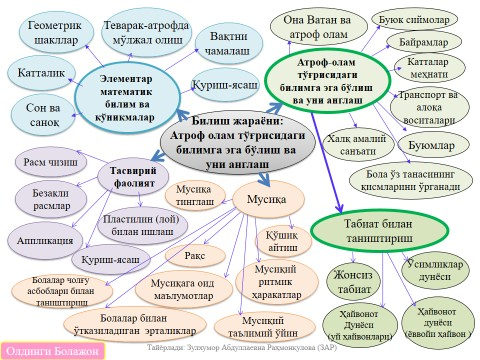 Геометрик
шакллар
Теварак-атрофда
мўлжал олиш
Вақтни
чамалаш
Катталик
Элементар
математик
билим ва
кўникмалар
Қуриш-ясаш
Сон ва
саноқ
Она Ватан ва
атроф олам
Буюк сиймолар
Байрамлар
Атроф-олам
тўғрисидаги
билимга эга бўлиш
ва уни англаш
Катталар
меҳнати
Транспорт ва
алоқа
воситалари
Халқ амалий
санъати
Буюмлар
Бола ўз танасининг
қисмларини ўрганади
Билиш жараёни:
Атроф олам тўғрисидаги
билимга эга бўлиш ва
уни англаш
Расм чизиш
Тасвирий
фаолият
Безакли
расмлар
Пластилин (лой)
билан ишлаш
Аппликация
Қуриш-ясаш
Мусиқа
тинглаш
Мусиқа
Қўшиқ
айтиш
Рақс
Мусиқий
ритмик
ҳаракатлар
Мусиқага оид
маълумотлар
Болалар чолғу
асбоблари билан
таништириш
Болалар билан
ўтказиладиган эрталиклар
Мусиқий
таълимий ўйин
Табиат билан
таништириш
Жонсиз
табиат
Ўсимликлар
дунёси
Ҳайвонот
Дунёси
(уй ҳайвонлари)
Ҳайвонот
дунёси
(ёввойи ҳайвон )
Олдинги Боляжон
Тайёрлади: Зулхумор Абдуллаевна Раҳмонкулова (ЗАР)